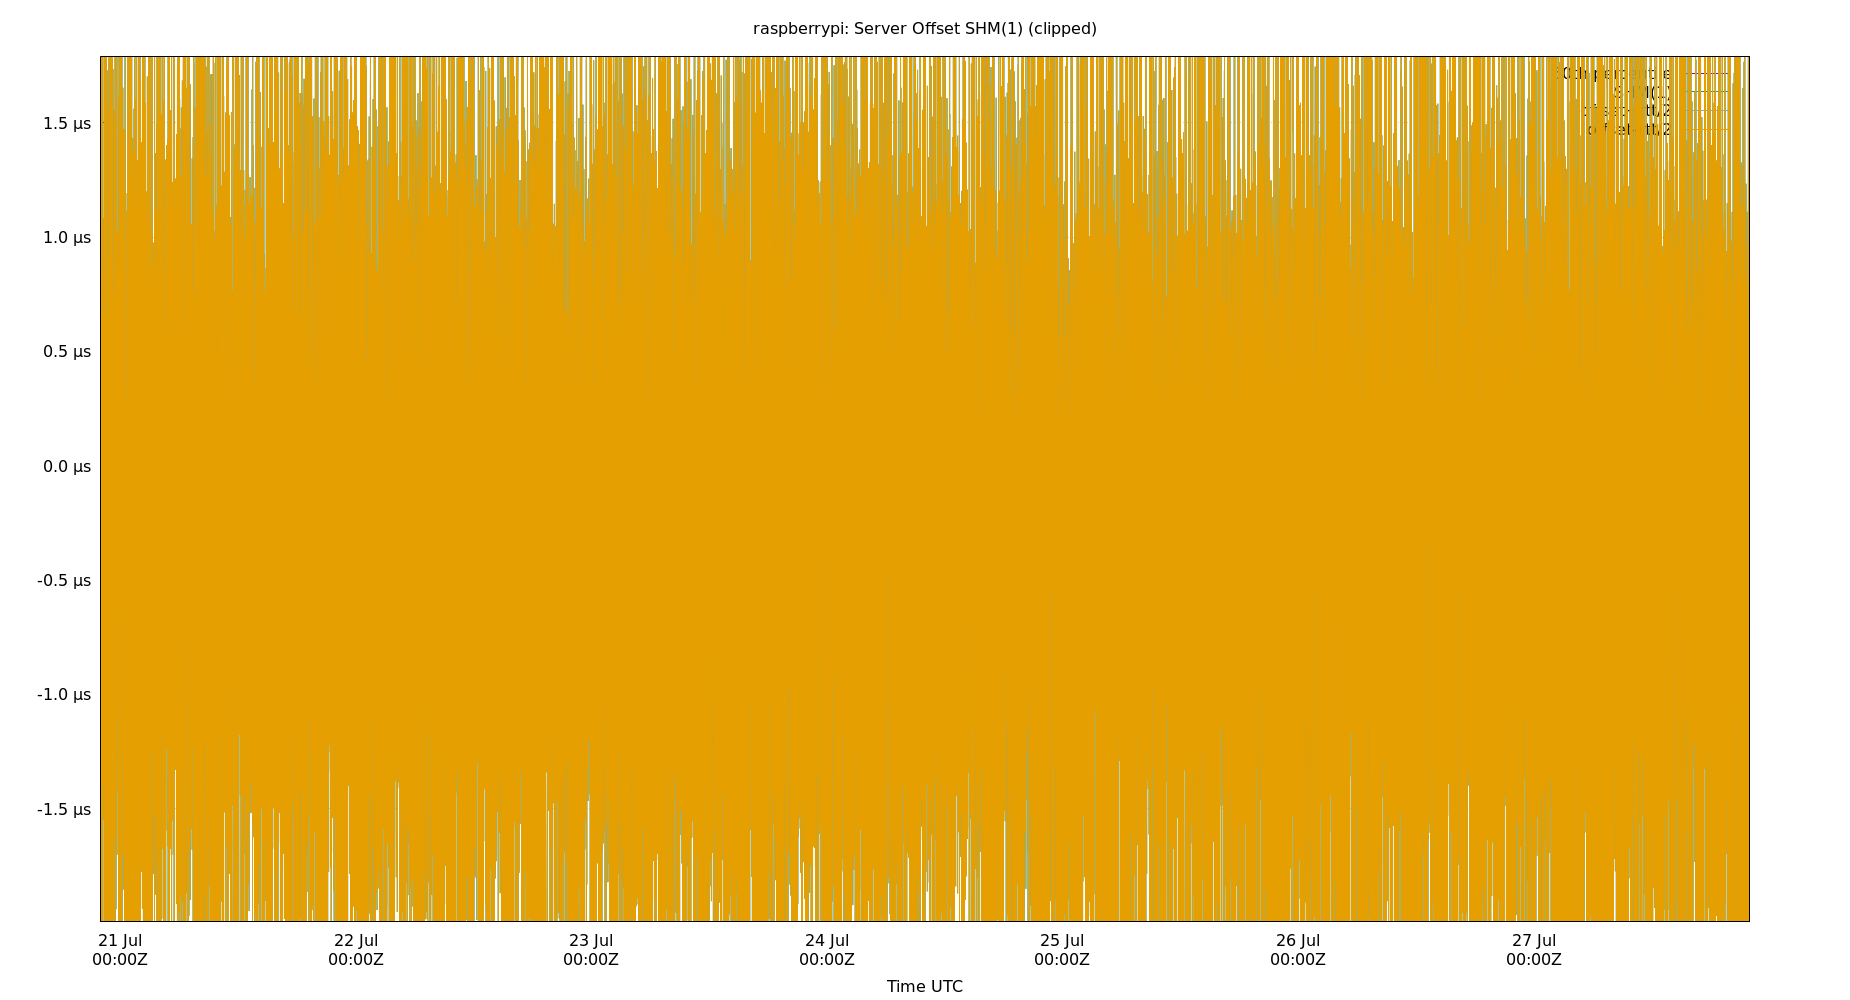 raspberrypi: Server Offset SHM(1) (clipped)
1.5 µs
1.0 µs
0.5 µs
0.0 µs
-0.5 µs
-1.0 µs
-1.5 µs
21 Jul 22 Jul 23 Jul 24 Jul 25 Jul 26 Jul 27 Jul
00:00Z 00:00Z 00:00Z 00:00Z 00:00Z 00:00Z 00:00Z
Time UTC